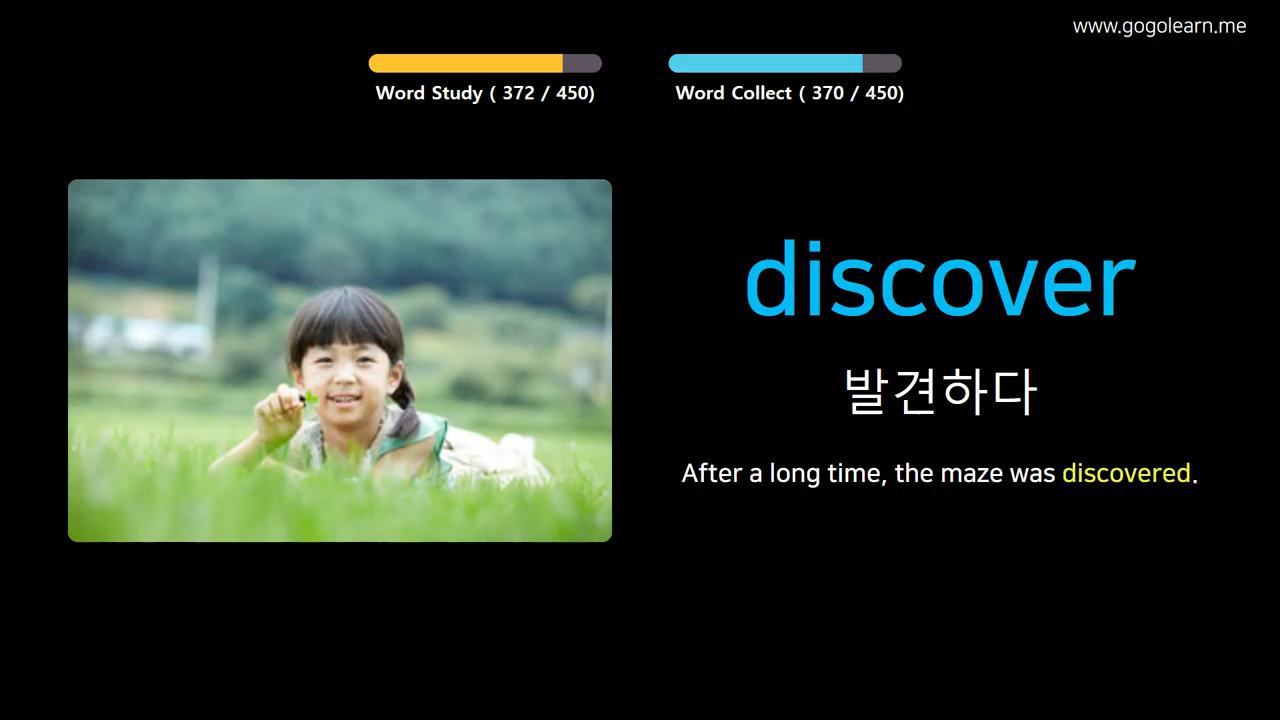 www.gogolearn.me
Word Study ( 372 / 450)
Word Collect ( 370 / 450)
discover
발견하다
After a long time, the maze was discovered.